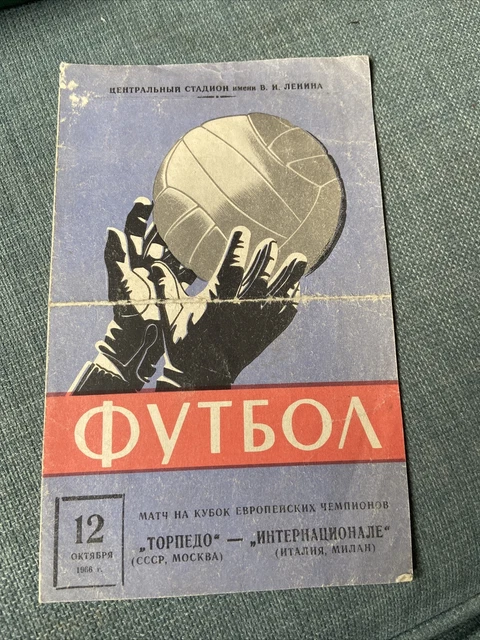 ЦЕНТРАЛЬНЫЙ СТАДИОН имени В. И. ЛЕНИНА
ФУТБОЛ
12
ОКТЯБРЯ
1966 г.
МАТЧ НА КУБОК ЕВРОПЕЙСКИХ ЧЕМПИОНОВ
„ТОРПЕДО“ — „ИНТЕРНАЦИОНАЛЕ“
(СССР, МОСКВА) (ИТАЛИЯ, МИЛАН)